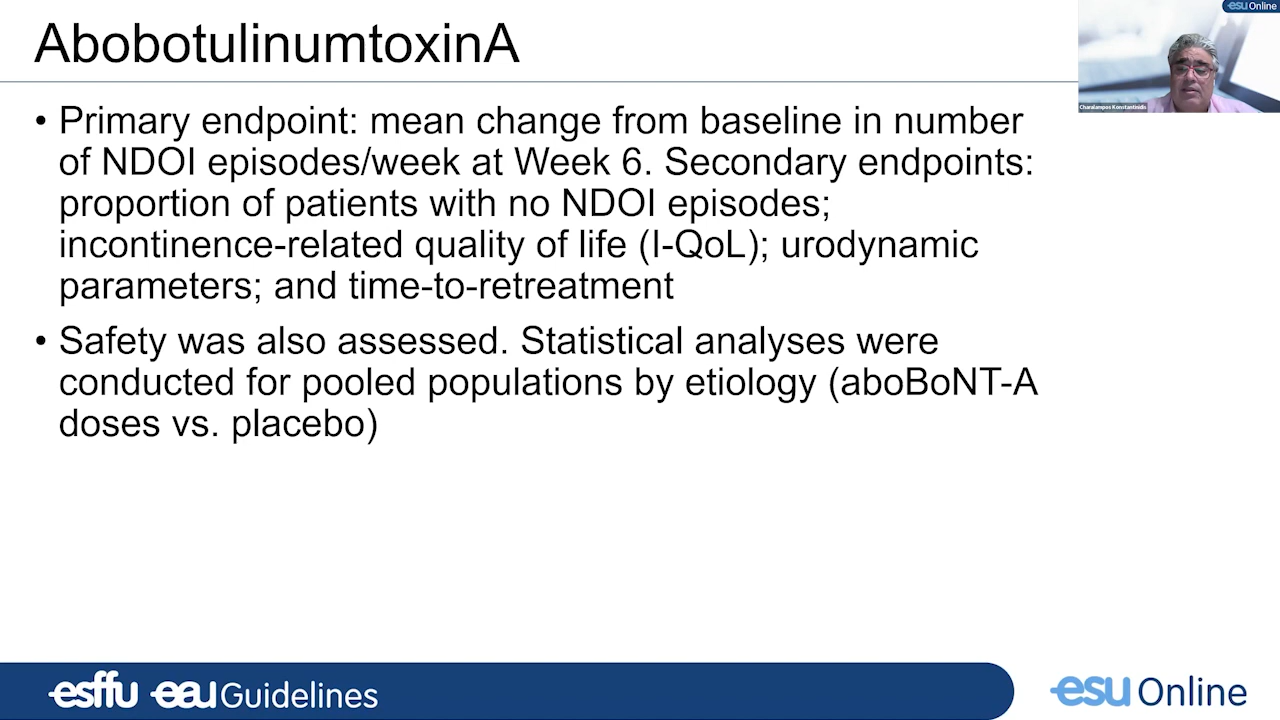 AbobotulinumtoxinA
esu Online
Charalampos Konstantinidis
• Primary endpoint: mean change from baseline in number
of NDOI episodes/week at Week 6. Secondary endpoints:
proportion of patients with no NDOI episodes;
incontinence-related quality of life (I-QoL); urodynamic
parameters; and time-to-retreatment
• Safety was also assessed. Statistical analyses were
conducted for pooled populations by etiology (aboBoNT-A
doses vs. placebo)
esffu eau Guidelines
esu Online